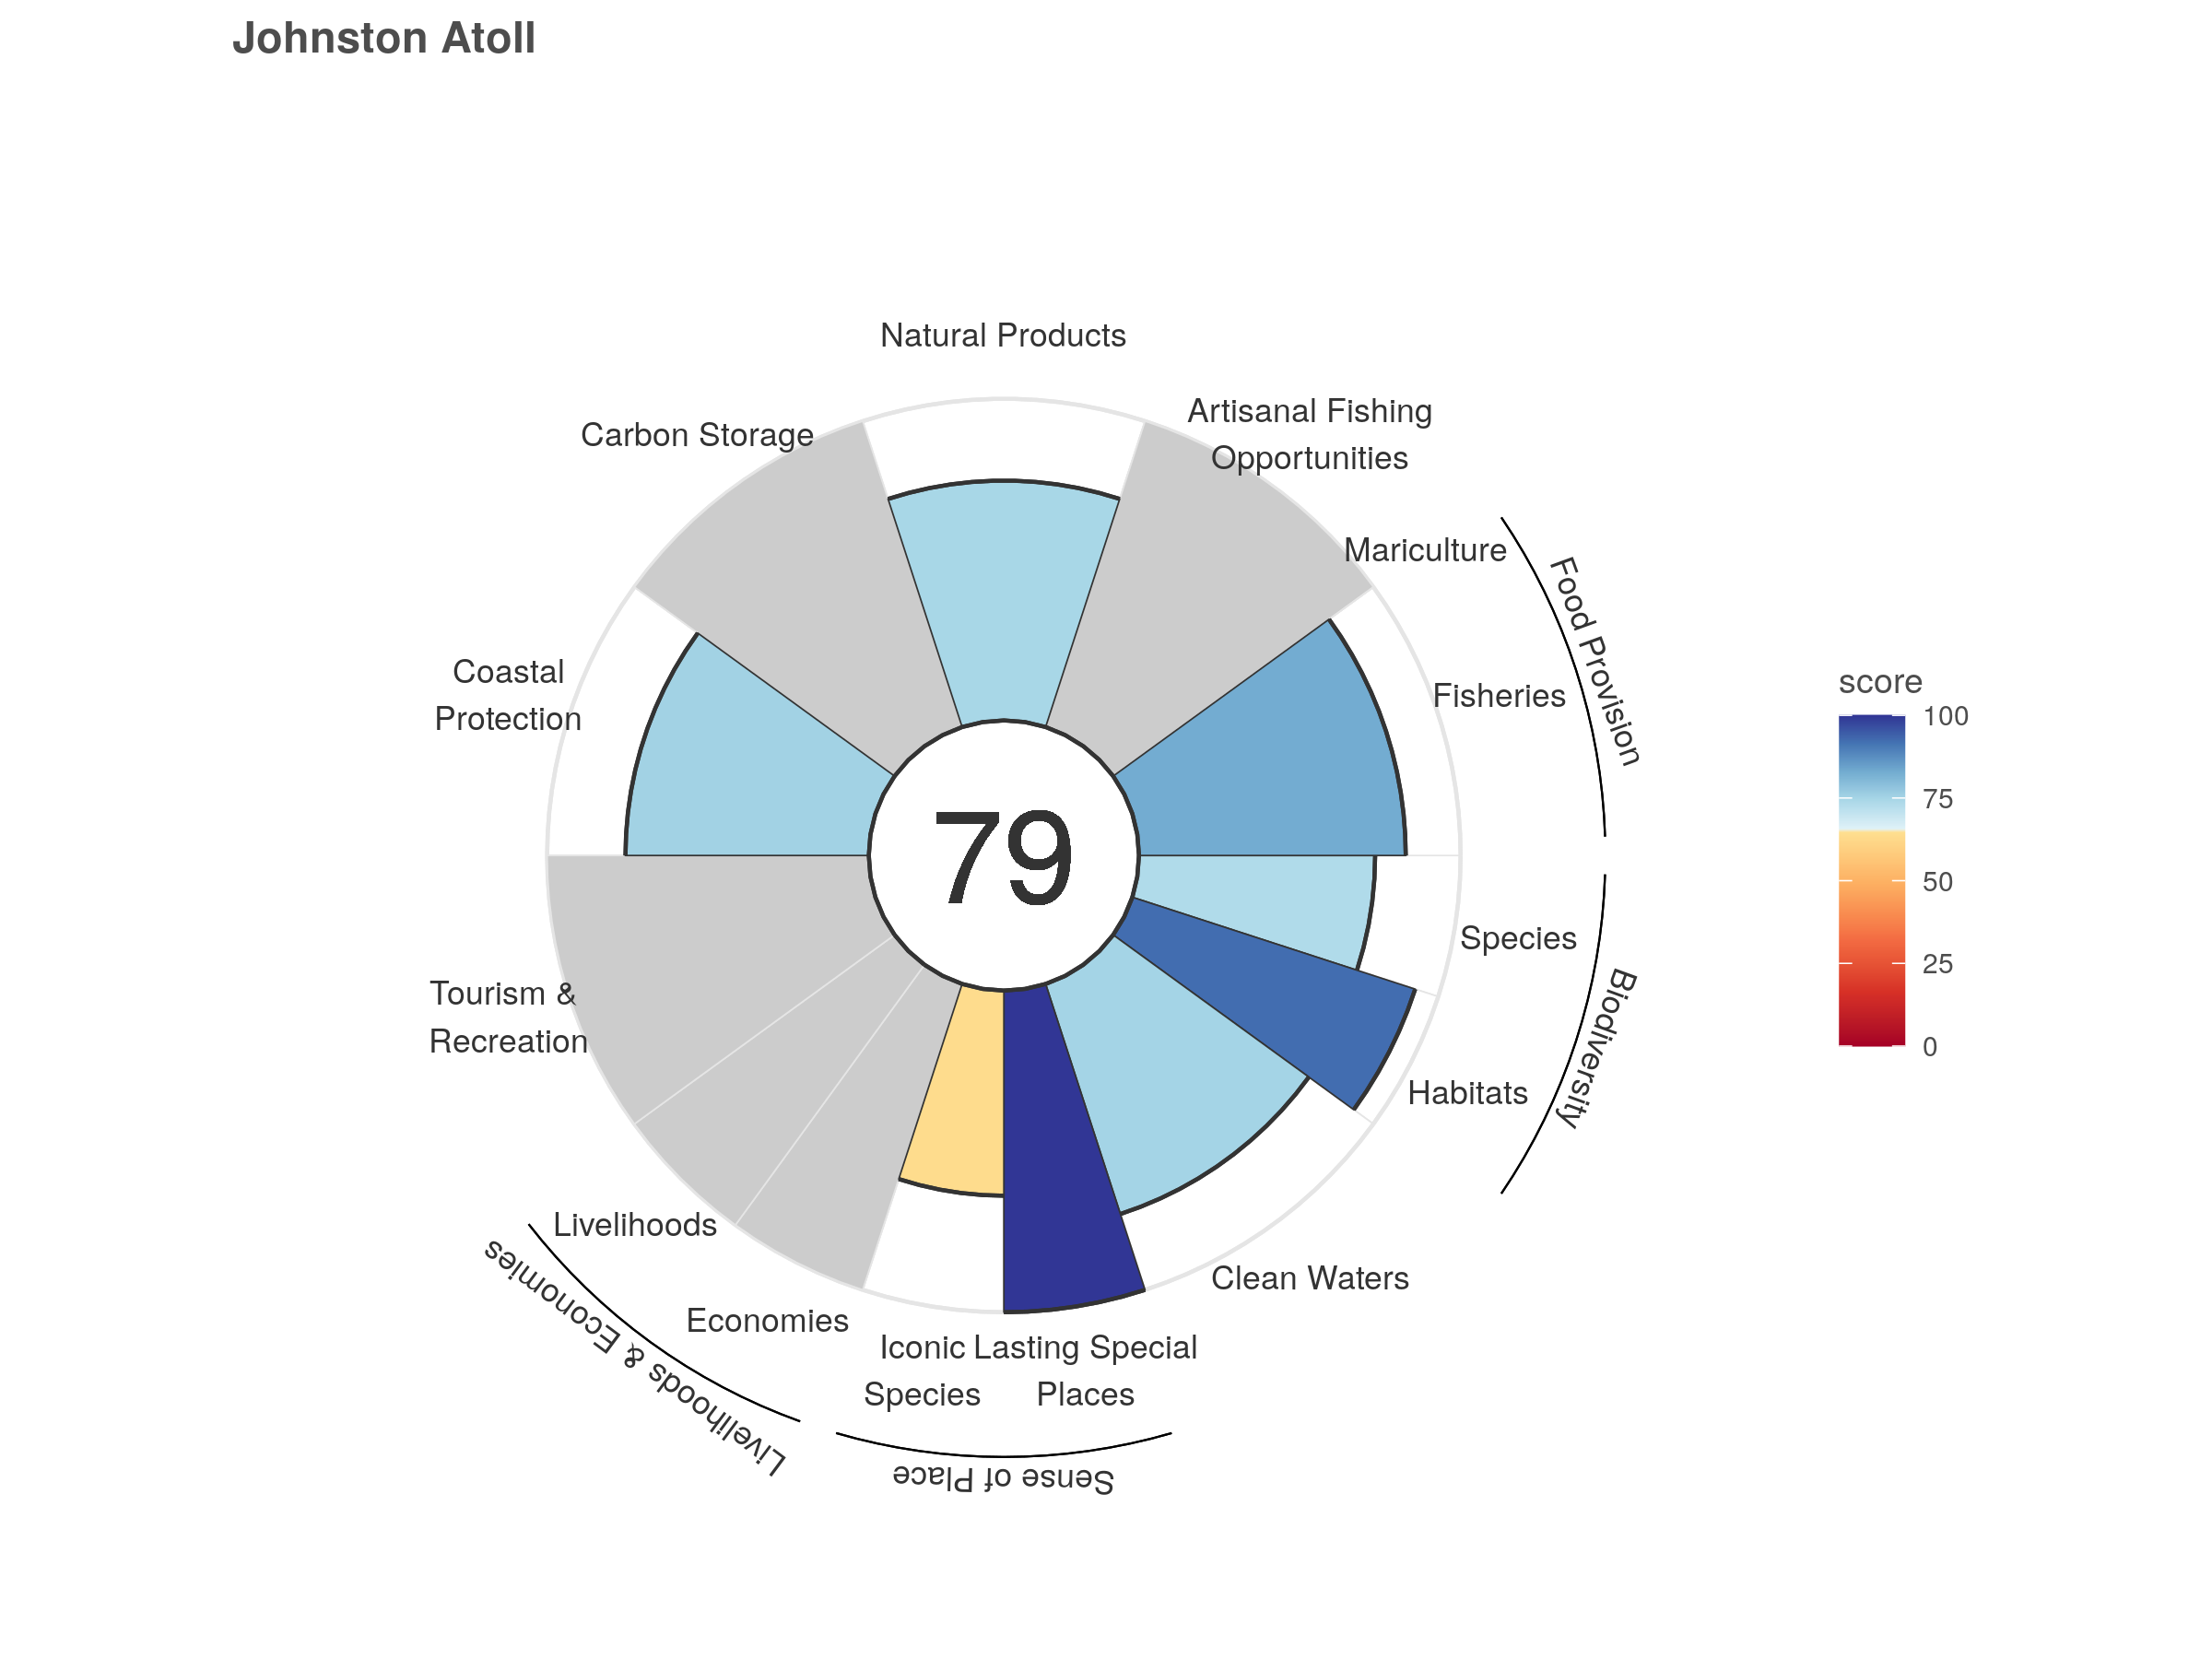 Johnston Atoll
Natural Products
Artisanal Fishing
Opportunities
Carbon Storage
Mariculture
Food Provision
Fisheries
Coastal
Protection
score
100
75
50
25
0
79
Species
Biodiversity
Habitats
Tourism &
Recreation
Livelihoods
Livelihoods & Economies
Economies
Clean Waters
Iconic
Species
Lasting Special
Places
Sense of Place